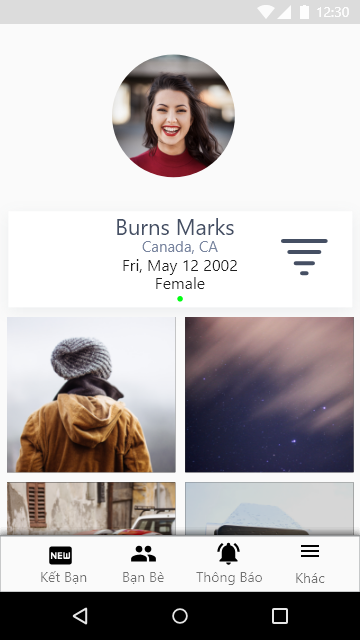 12:30
Burns Marks
Canada, CA
Fri, May 12 2002
Female
NEW
Kết Bạn
Bạn Bè
Thông Báo
Khác